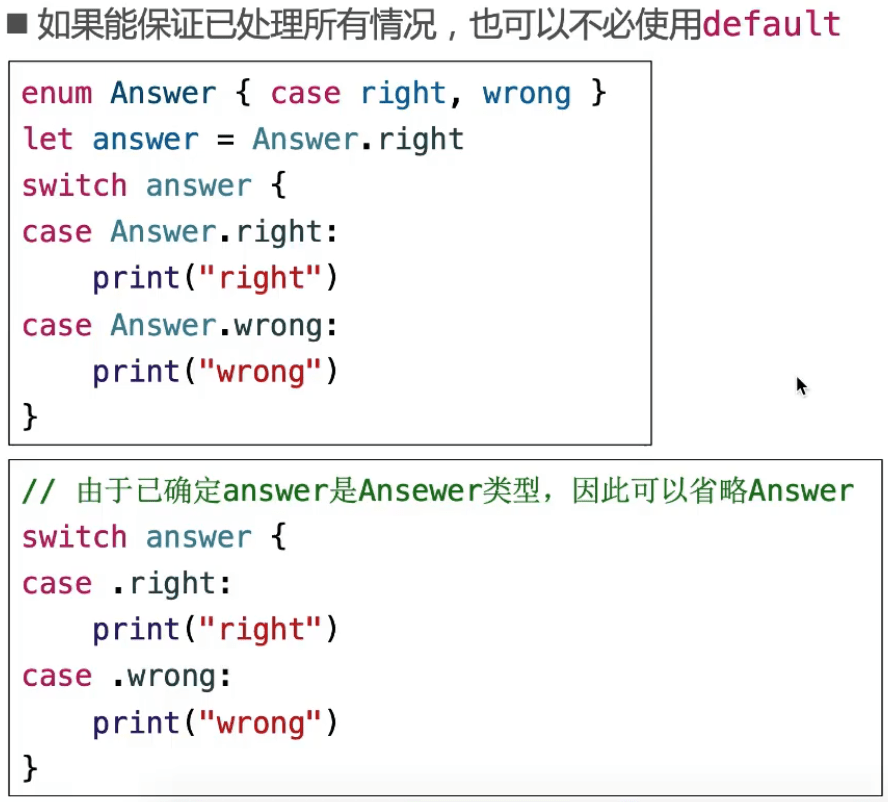 ■ 如果能保证已处理所有情况，也可以不必使用default
enum Answer { case right, wrong }
let answer = Answer.right
switch answer {
case Answer.right:
    print("right")
case Answer.wrong:
    print("wrong")
}
// 由于已确定answer是Ansewer类型，因此可以省略Answer
switch answer {
case .right:
    print("right")
case .wrong:
    print("wrong")
}